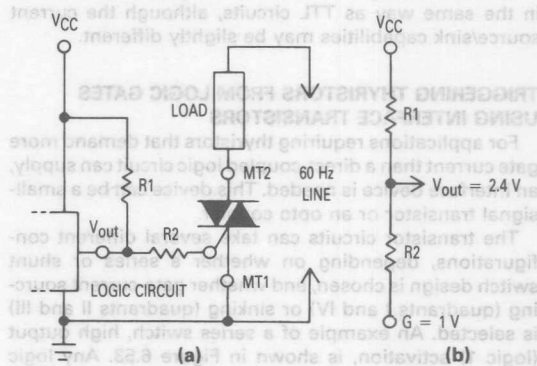 in the same way as TTL circuits, although the current
source/sink capabilities may be slightly different.
TRIGGERING THYRISTORS FROM LOGIC GATES
USING INTERFACE TRANSISTORS
For applications requiring thyristors that demand more
gate current than a direct coupled logic circuit can supply,
an interface device is needed. This device can be a small-
signal transistor or an opto
The transistor circuits can take several different con-
figurations, depending on whether a series or shunt
switch design is chosen, and whether gate current sourc-
ing (quadrants I and IV) or sinking (quadrants II and III)
is selected. An example of a series switch, high output
(logic 1) activation, is shown in Figure 6.53. Any logic
VCC
LOAD
MT2
60 Hz
LINE
R1
Vout
R2
MT1
LOGIC CIRCUIT
(a)
VCC
R1
Vout = 2.4 V
R2
G = 1 V
(b)